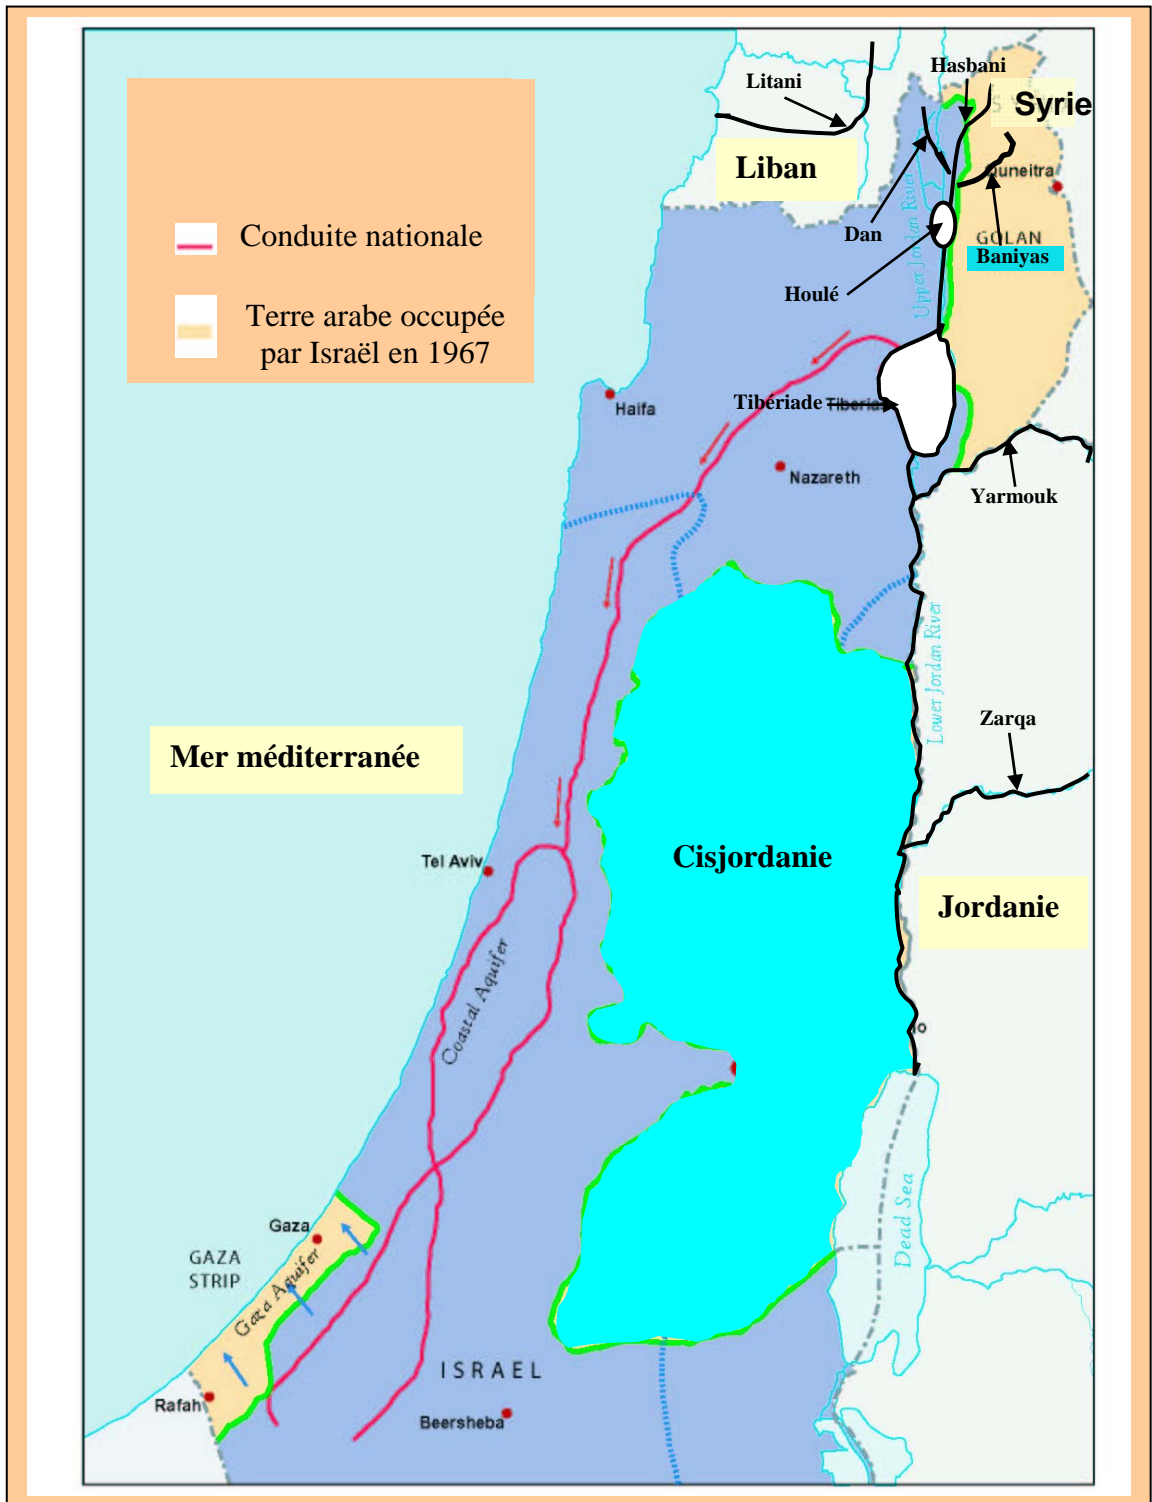 Hasbani
Litani
Syrie
Liban
Quneitra
Upper Jordan River
Dan
GOLAN
Baniyas
Houlé
Conduite nationale
Terre arabe occupée
par Israël en 1967
Haifa
Tibériade
Nazareth
Yarmouk
Lower Jordan River
Zarqa
Mer méditerranée
Cisjordanie
Tel Aviv
Jordanie
Coastal Aquifer
Dead Sea
Gaza
GAZA
STRIP
Gaza Aquifer
ISRAEL
Rafah
Beersheba